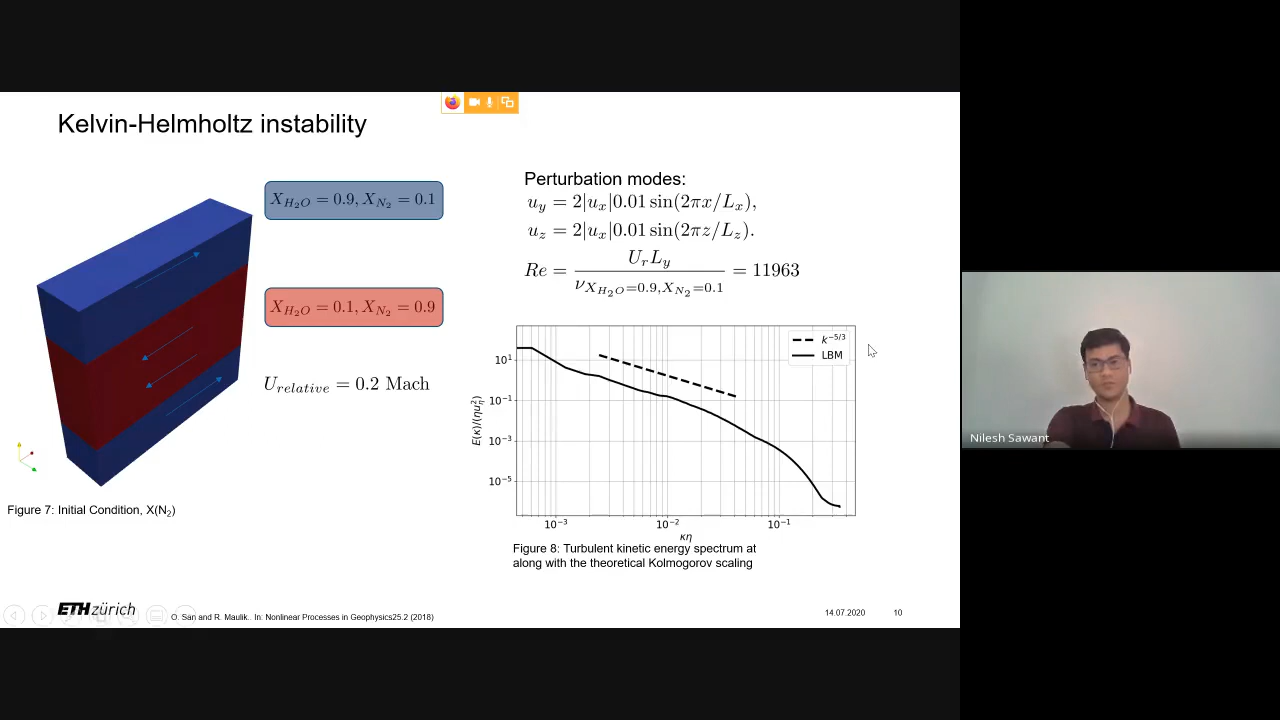 Kelvin-Helmholtz instability
X_{H_2O} = 0.9, X_{N_2} = 0.1
X_{H_2O} = 0.1, X_{N_2} = 0.9
U_{relative} = 0.2 Mach
Figure 7: Initial Condition, X(N_2)
Perturbation modes:
u_y = 2|u_x|0.01 sin(2πx/L_x),
u_z = 2|u_x|0.01 sin(2πz/L_z).
Re = \frac{U_r L_y}{ν_{X_{H_2O}=0.9, X_{N_2}=0.1}} = 11963
k^{-5/3}
LBM
E(κ)/(ηu_η^2)
10^1
10^{-1}
10^{-3}
10^{-5}
10^{-3} 10^{-2} 10^{-1}
κη
Figure 8: Turbulent kinetic energy spectrum at
along with the theoretical Kolmogorov scaling
ETH zürich
O. San and R. Maulik. In: Nonlinear Processes in Geophysics25.2 (2018)
14.07.2020 10
Nilesh Sawant